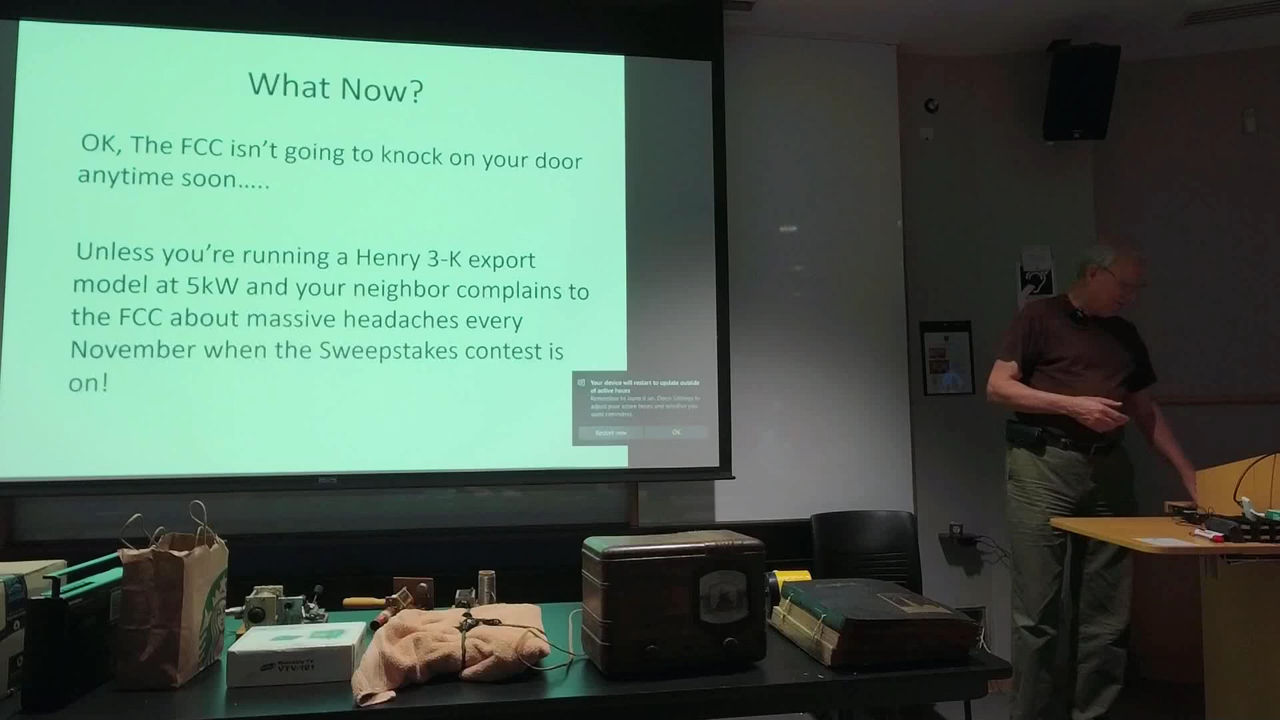 What Now?
OK, The FCC isn't going to knock on your door
anytime soon.....
Unless you're running a Henry 3-K export
model at 5kW and your neighbor complains to
the FCC about massive headaches every
November when the Sweepstakes contest is
on!
Your device will restart to update outside
of active hours
Restart now
OK
VTV-101